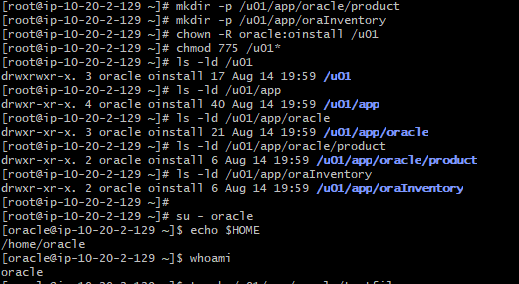 [root@ip-10-20-2-129 ~]# mkdir -p /u01/app/oracle/product
[root@ip-10-20-2-129 ~]# mkdir -p /u01/app/oraInventory
[root@ip-10-20-2-129 ~]# chown -R oracle:oinstall /u01
[root@ip-10-20-2-129 ~]# chmod 775 /u01*
[root@ip-10-20-2-129 ~]# ls -ld /u01
drwxrwxr-x. 3 oracle oinstall 17 Aug 14 19:59 /u01
[root@ip-10-20-2-129 ~]# ls -ld /u01/app
drwxr-xr-x. 4 oracle oinstall 40 Aug 14 19:59 /u01/app
[root@ip-10-20-2-129 ~]# ls -ld /u01/app/oracle
drwxr-xr-x. 3 oracle oinstall 21 Aug 14 19:59 /u01/app/oracle
[root@ip-10-20-2-129 ~]# ls -ld /u01/app/oracle/product
drwxr-xr-x. 2 oracle oinstall 6 Aug 14 19:59 /u01/app/oracle/product
[root@ip-10-20-2-129 ~]# ls -ld /u01/app/oraInventory
drwxr-xr-x. 2 oracle oinstall 6 Aug 14 19:59 /u01/app/oraInventory
[root@ip-10-20-2-129 ~]#
[root@ip-10-20-2-129 ~]# su - oracle
[oracle@ip-10-20-2-129 ~]$ echo $HOME
/home/oracle
[oracle@ip-10-20-2-129 ~]$ whoami
oracle